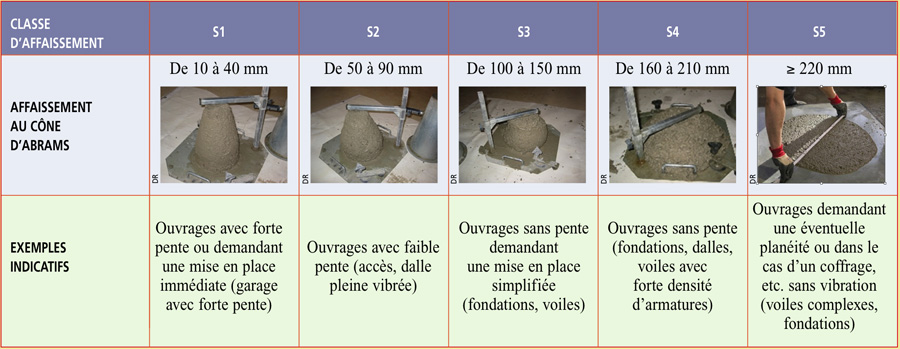 CLASSE
D'AFFAISSEMENT
S1
S2
S3
S4
S5
AFFAISSEMENT
AU CÔNE
D'ABRAMS
De 10 à 40 mm
De 50 à 90 mm
De 100 à 150 mm
De 160 à 210 mm
≥ 220 mm
DR
DR
DR
DR
DR
EXEMPLES
INDICATIFS
Ouvrages avec forte
pente ou demandant
une mise en place
immédiate (garage
avec forte pente)
Ouvrages avec faible
pente (accès, dalle
pleine vibrée)
Ouvrages sans pente
demandant
une mise en place
simplifiée
(fondations, voiles)
Ouvrages sans pente
(fondations, dalles,
voiles avec
forte densité
d'armatures)
Ouvrages demandant
une éventuelle
planéité ou dans le
cas d'un coffrage,
etc. sans vibration
(voiles complexes,
fondations)